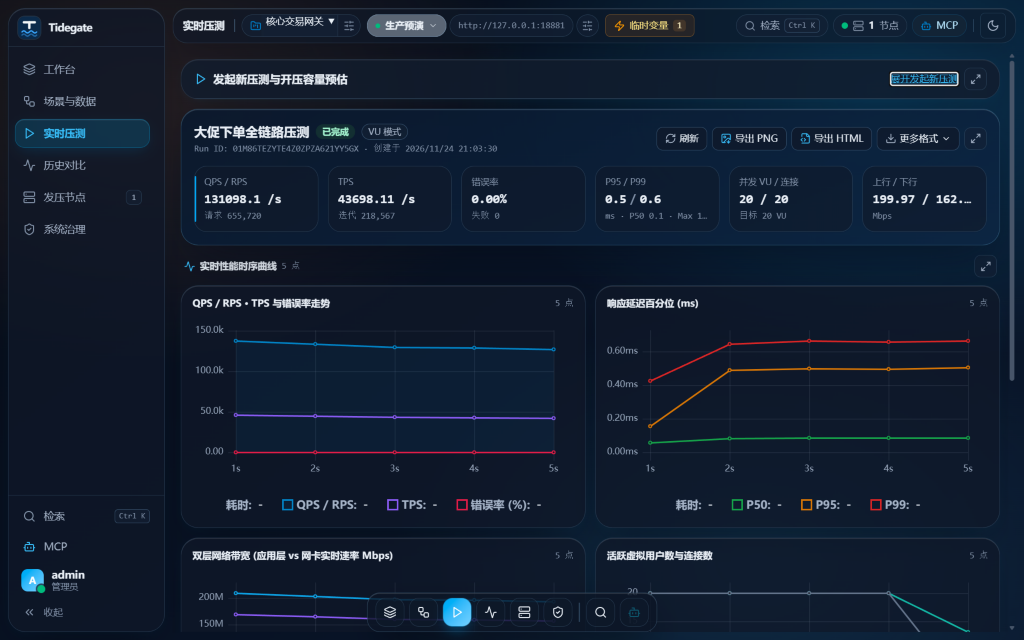 Tidegate
工作台
场景与数据
实时压测
历史对比
发压节点 1
系统治理
检索 Ctrl K
MCP
A admin
管理员
收起
实时压测 核心交易网关 生产预演 http://127.0.0.1:18881 临时变量 1 检索 Ctrl K 1 节点 MCP
发起新压测与开压容量预估 展开发起新压测
大促下单全链路压测 已完成 VU 模式
刷新 导出 PNG 导出 HTML 更多格式
Run ID: 01M86TEZYTE4Z0ZPZA621YY5GX · 创建于 2026/11/24 21:03:30
QPS / RPS
131098.1 /s
请求 655,720
TPS
43698.11 /s
迭代 218,567
错误率
0.00%
失败 0
P95 / P99
0.5 / 0.6
ms · P50 0.1 · Max 1…
并发 VU / 连接
20 / 20
目标 20 VU
上行 / 下行
199.97 / 162.…
Mbps
实时性能时序曲线 5 点
QPS / RPS · TPS 与错误率走势 5 点
150.0k
100.0k
50.0k
0.00
1s 2s 3s 4s 5s
耗时: - QPS / RPS: - TPS: - 错误率 (%): -
响应延迟百分位 (ms) 5 点
0.60ms
0.40ms
0.20ms
0.00ms
1s 2s 3s 4s 5s
耗时: - P50: - P95: - P99: -
双层网络带宽 (应用层 vs 网卡实时速率 Mbps) 5 点
200M
150M
活跃虚拟用户数与连接数 5 点
20